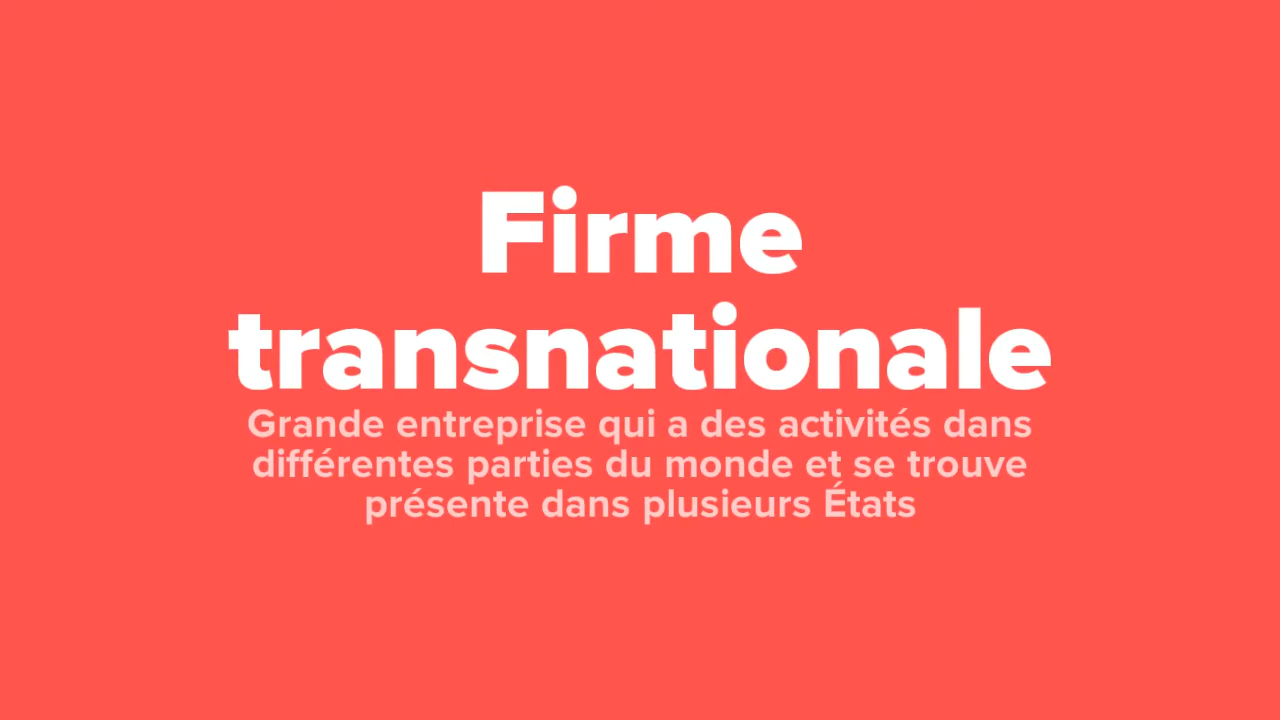 Firme
transnationale
Grande entreprise qui a des activités dans
différentes parties du monde et se trouve
présente dans plusieurs États